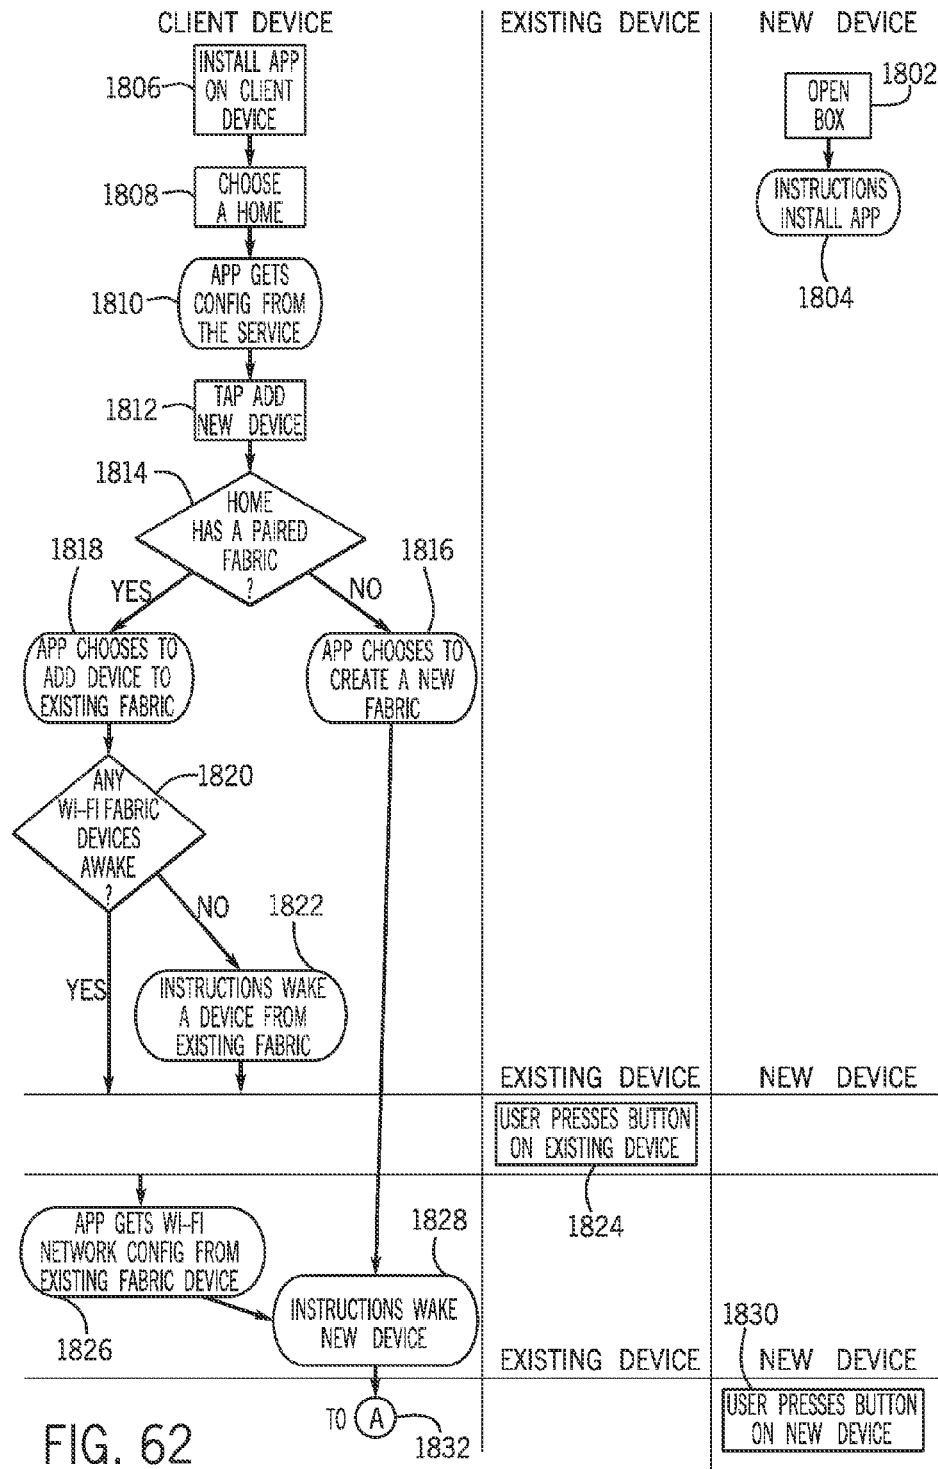 CLIENT DEVICE
EXISTING DEVICE
NEW DEVICE
INSTALL APP
ON CLIENT
DEVICE
1806
1802
OPEN
BOX
CHOOSE
A HOME
1808
INSTRUCTIONS
INSTALL APP
1804
APP GETS
CONFIG FROM
THE SERVICE
1810
TAP ADD
NEW DEVICE
1812
1814
HOME
HAS A PAIRED
FABRIC
?
1818
1816
YES
NO
APP CHOOSES TO
ADD DEVICE TO
EXISTING FABRIC
APP CHOOSES TO
CREATE A NEW
FABRIC
ANY
WI-FI FABRIC
DEVICES
AWAKE
?
1820
NO
1822
YES
INSTRUCTIONS WAKE
A DEVICE FROM
EXISTING FABRIC
EXISTING DEVICE
NEW DEVICE
USER PRESSES BUTTON
ON EXISTING DEVICE
1824
APP GETS WI-FI
NETWORK CONFIG FROM
EXISTING FABRIC DEVICE
1826
1828
INSTRUCTIONS WAKE
NEW DEVICE
1830
EXISTING DEVICE
NEW DEVICE
USER PRESSES BUTTON
ON NEW DEVICE
TO A
1832
FIG. 62